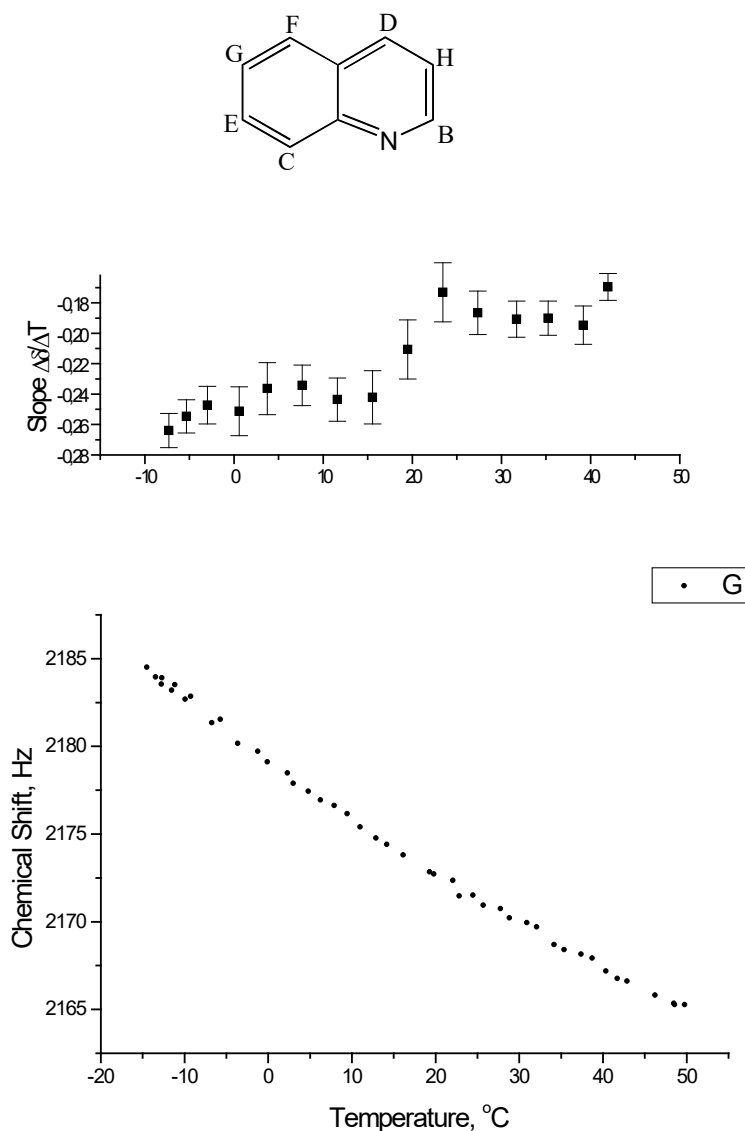 F D
G H
E B
N
C
Slope Δδ/ΔT
-0,18
-0,20
-0,22
-0,24
-0,26
-0,28
-10 0 10 20 30 40 50
G
Chemical Shift, Hz
2185
2180
2175
2170
2165
-20 -10 0 10 20 30 40 50
Temperature, °C